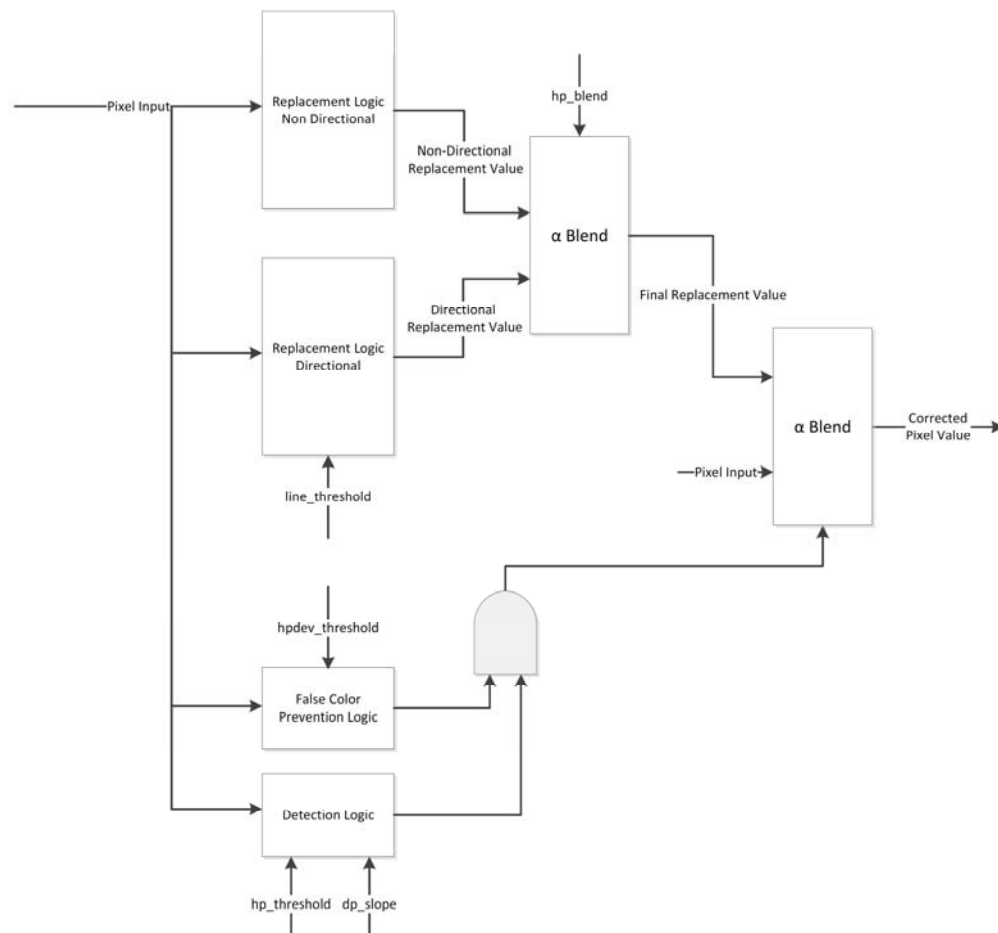 Pixel Input
Replacement Logic
Non Directional
hp_blend
Non-Directional
Replacement Value
α Blend
Replacement Logic
Directional
Directional
Replacement Value
Final Replacement Value
α Blend
Corrected
Pixel Value
Pixel Input
line_threshold
hpdev_threshold
False Color
Prevention Logic
Detection Logic
hp_threshold
dp_slope